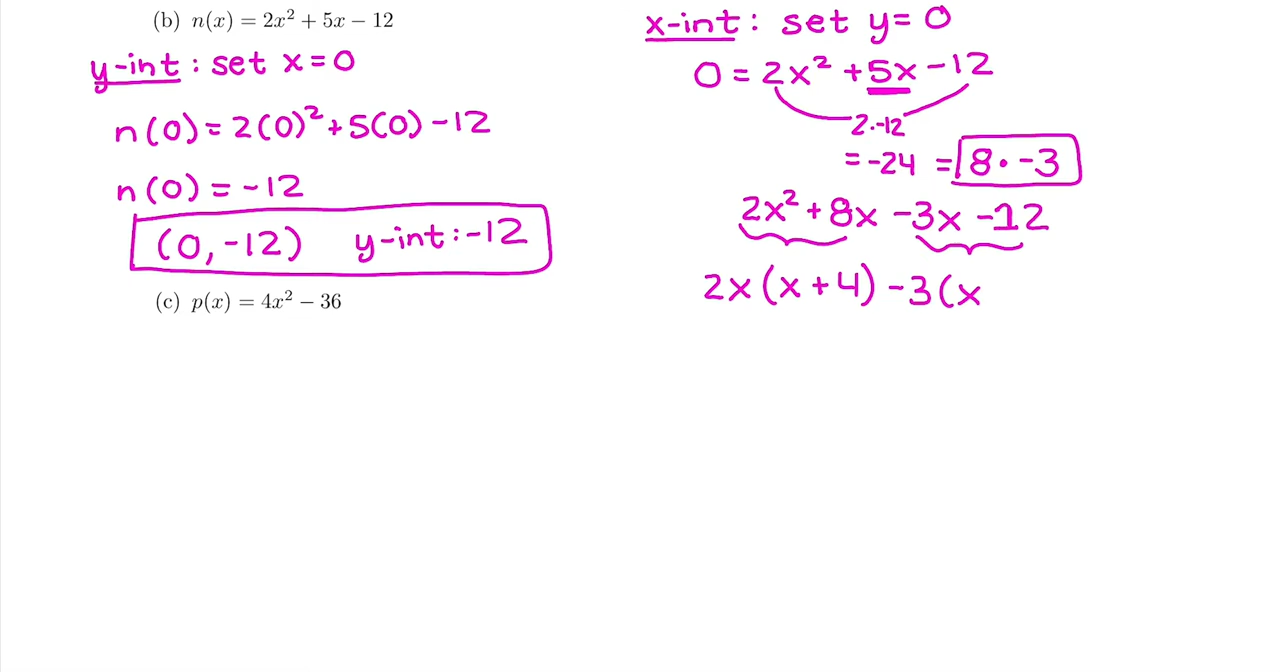 (b) n(x) = 2x² + 5x − 12
y-int : set x=0
n(0) = 2(0)² + 5(0) − 12
n(0) = −12
(0, −12) y-int: −12
(c) p(x) = 4x² − 36
x-int : set y= 0
0 = 2x² + 5x − 12
2·−12
= −24 = 8 · −3
2x² + 8x − 3x − 12
2x (x + 4) − 3 (x